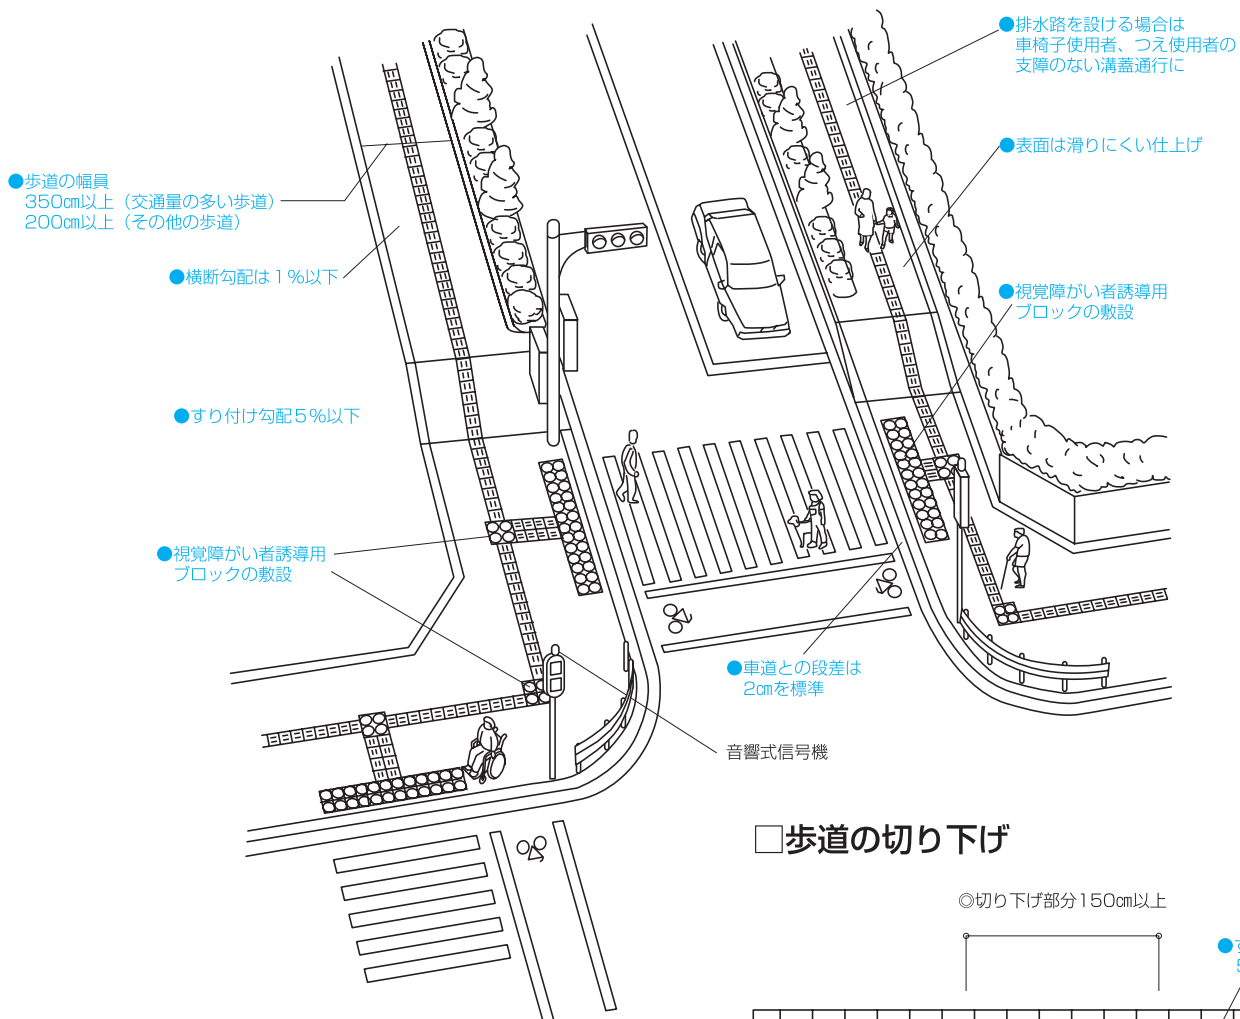 ●排水路を設ける場合は
車椅子使用者、つえ使用者の
支障のない溝蓋通行に
●表面は滑りにくい仕上げ
●歩道の幅員
350㎝以上（交通量の多い歩道）
200㎝以上（その他の歩道）
●横断勾配は１％以下
●視覚障がい者誘導用
ブロックの敷設
●すり付け勾配５％以下
●視覚障がい者誘導用
ブロックの敷設
●車道との段差は
2㎝を標準
音響式信号機
□歩道の切り下げ
◎切り下げ部分150㎝以上